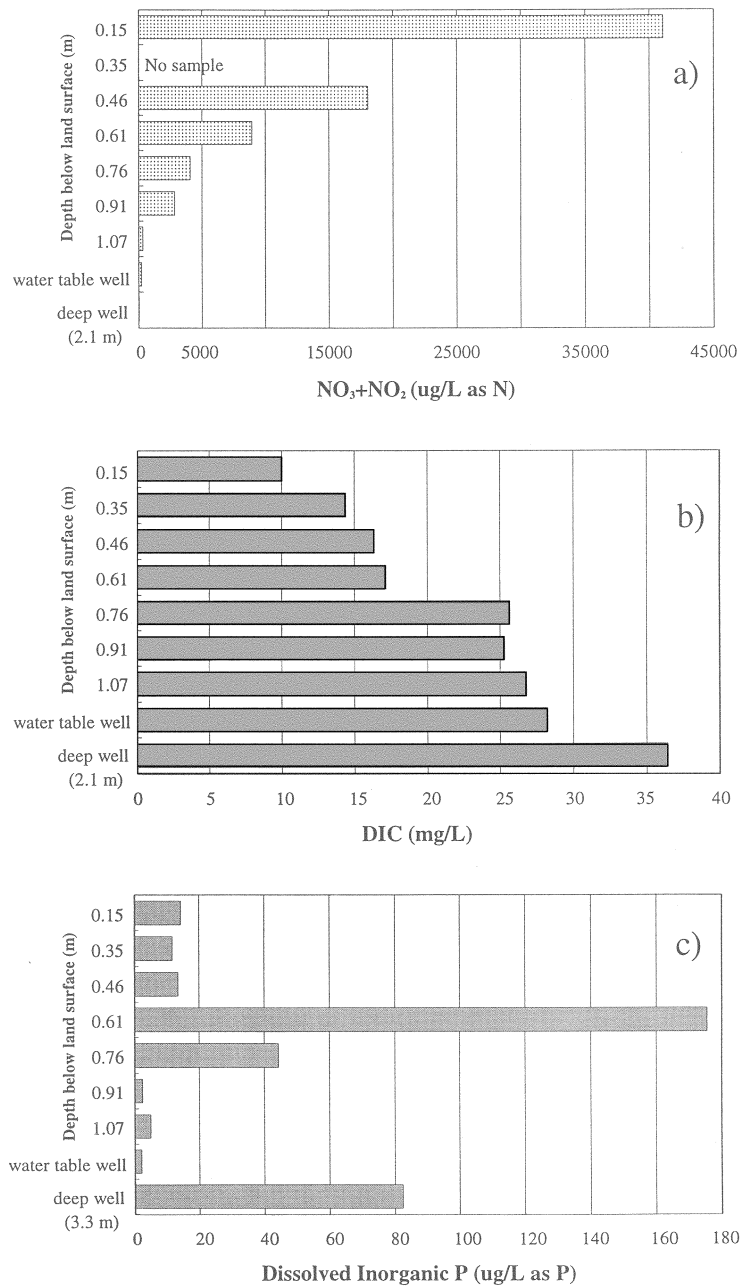 0.15
0.35 No sample
a)
0.46
0.61
0.76
0.91
1.07
water table well
deep well
(2.1 m)
Depth below land surface (m)
0 5000 15000 25000 35000 45000
NO₃+NO₂ (ug/L as N)
0.15
0.35
b)
0.46
0.61
0.76
0.91
1.07
water table well
deep well
(2.1 m)
Depth below land surface (m)
0 5 10 15 20 25 30 35 40
DIC (mg/L)
0.15
0.35
c)
0.46
0.61
0.76
0.91
1.07
water table well
deep well
(3.3 m)
Depth below land surface (m)
0 20 40 60 80 100 120 140 160 180
Dissolved Inorganic P (ug/L as P)